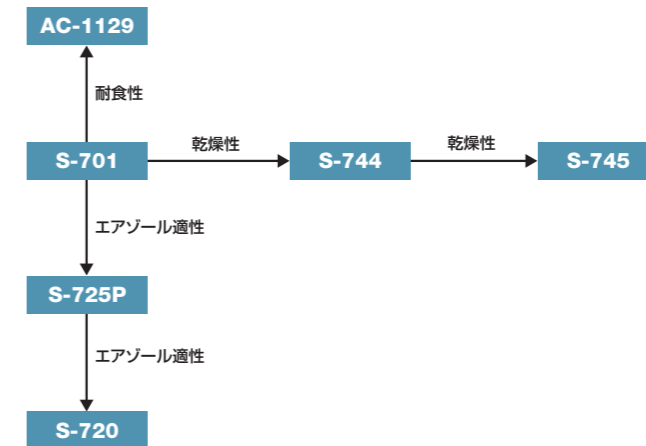 AC-1129
耐食性
乾燥性
乾燥性
S-701
S-744
S-745
エアゾール適性
S-725P
エアゾール適性
S-720